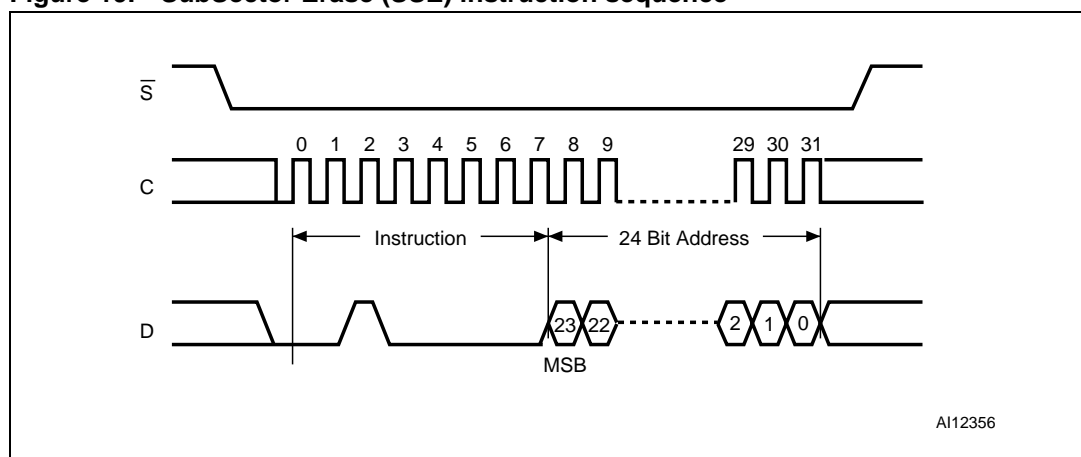 Figure 18. SubSector Erase (SSE) instruction sequence
S
0 1 2 3 4 5 6 7 8 9 29 30 31
C
Instruction 24 Bit Address
D
23 22 2 1 0
MSB
AI12356